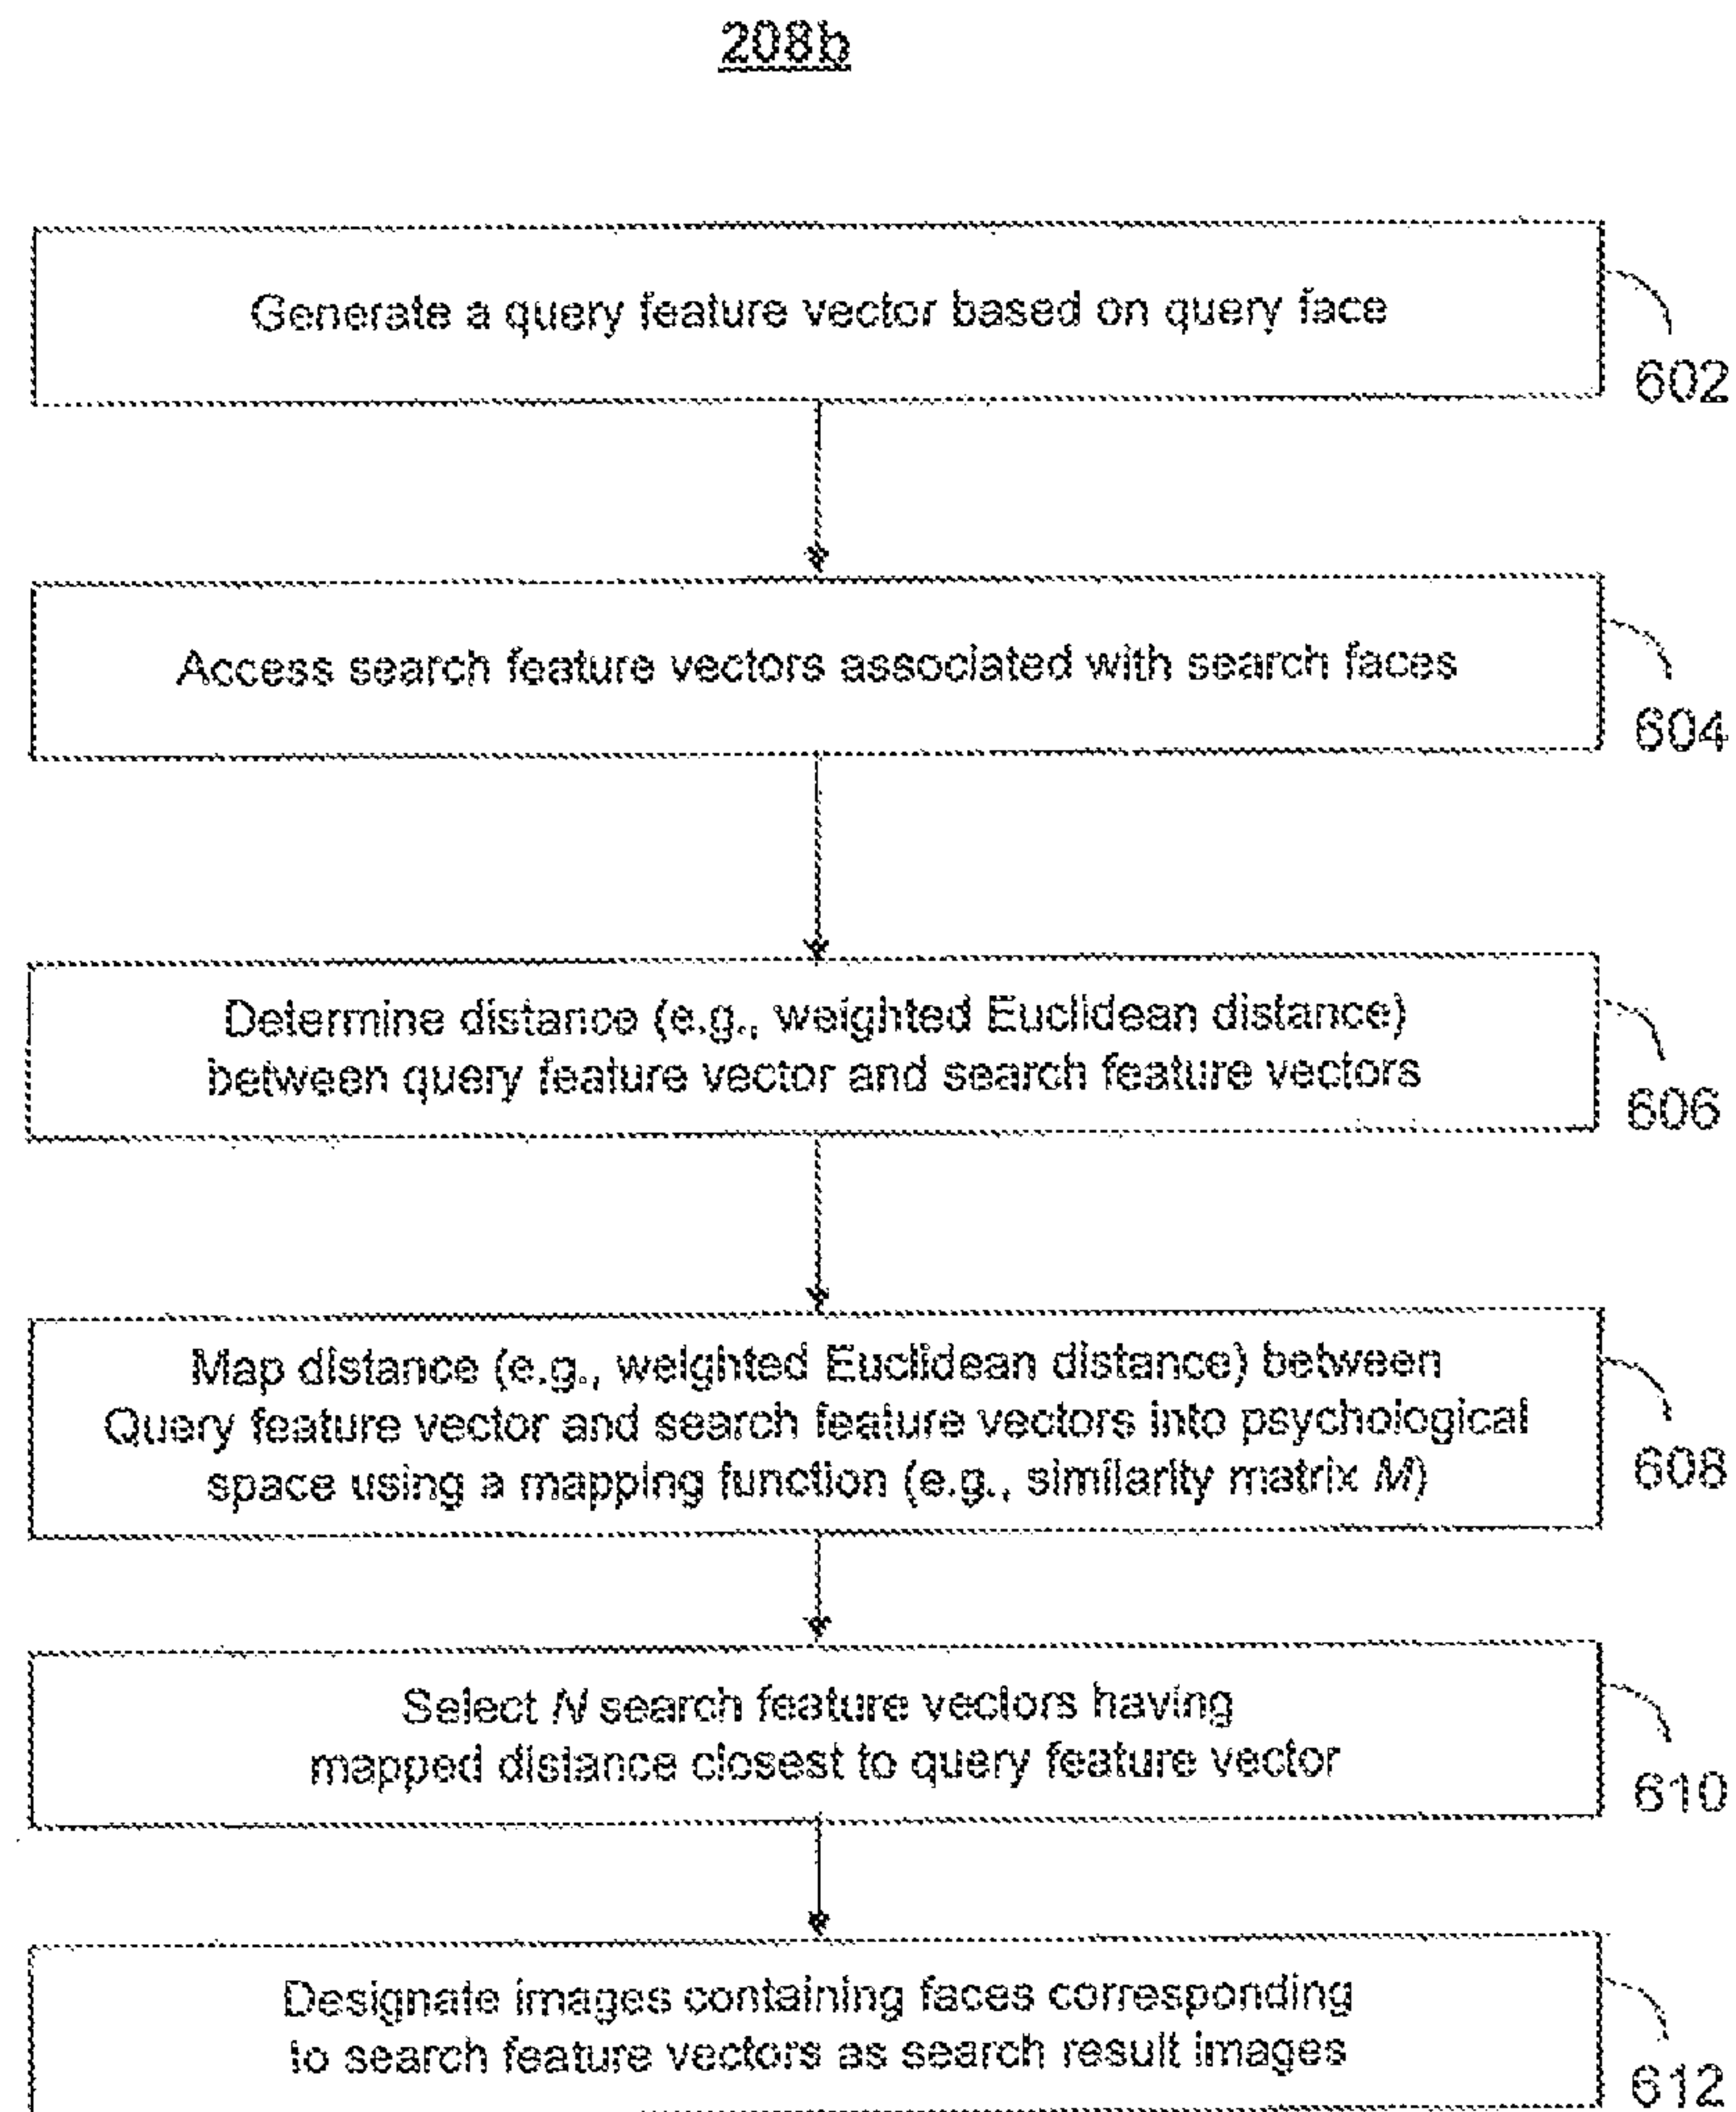 208b
Generate a query feature vector based on query face
602
Access search feature vectors associated with search faces
604
Determine distance (e.g., weighted Euclidean distance)
between query feature vector and search feature vectors
606
Map distance (e.g., weighted Euclidean distance) between
Query feature vector and search feature vectors into psychological
space using a mapping function (e.g., similarity matrix M)
608
Select N search feature vectors having
mapped distance closest to query feature vector
610
Designate images containing faces corresponding
to search feature vectors as search result images
612